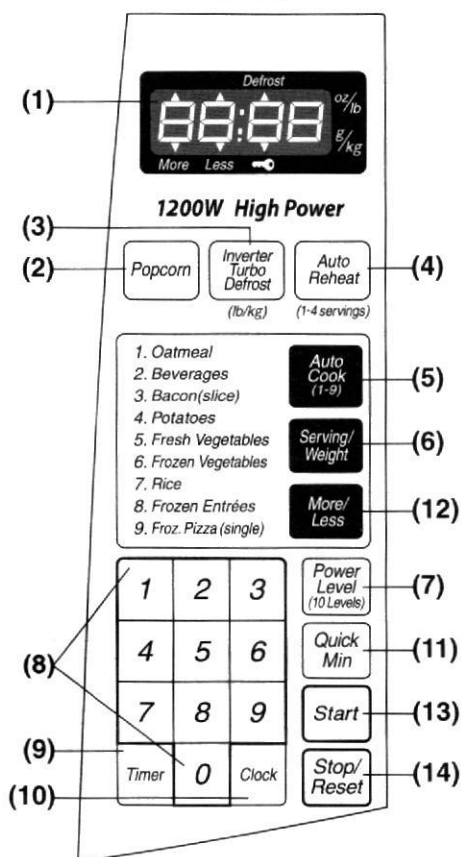 Defrost
(1)
88:88
oz/lb
g/kg
More Less
1200W High Power
(3)
(2)
Popcorn
Inverter
Turbo
Defrost
Auto
Reheat
(4)
(lb/kg)
(1-4 servings)
1. Oatmeal
2. Beverages
3. Bacon(slice)
4. Potatoes
5. Fresh Vegetables
6. Frozen Vegetables
7. Rice
8. Frozen Entrées
9. Froz. Pizza (single)
Auto
Cook
(1-9)
(5)
Serving/
Weight
(6)
More/
Less
(12)
1 2 3
Power
Level
(10 Levels)
(7)
4 5 6
Quick
Min
(11)
(8)
7 8 9
Start
(13)
(9)
Timer 0 Clock
(10)
Stop/
Reset
(14)